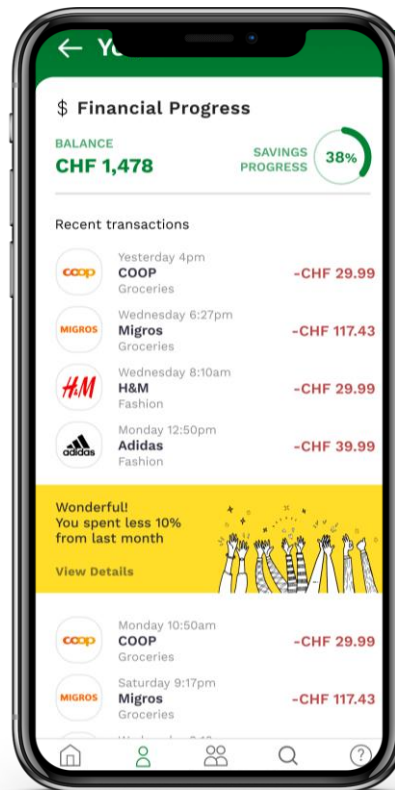 $ Financial Progress
BALANCE
CHF 1,478
SAVINGS
PROGRESS
38%
Recent transactions
coop
Yesterday 4pm
COOP
Groceries
-CHF 29.99
MIGROS
Wednesday 6:27pm
Migros
Groceries
-CHF 117.43
H&M
Wednesday 8:10am
H&M
Fashion
-CHF 29.99
adidas
Monday 12:50pm
Adidas
Fashion
-CHF 39.99
Wonderful!
You spent less 10%
from last month
View Details
coop
Monday 10:50am
COOP
Groceries
-CHF 29.99
MIGROS
Saturday 9:17pm
Migros
Groceries
-CHF 117.43
?